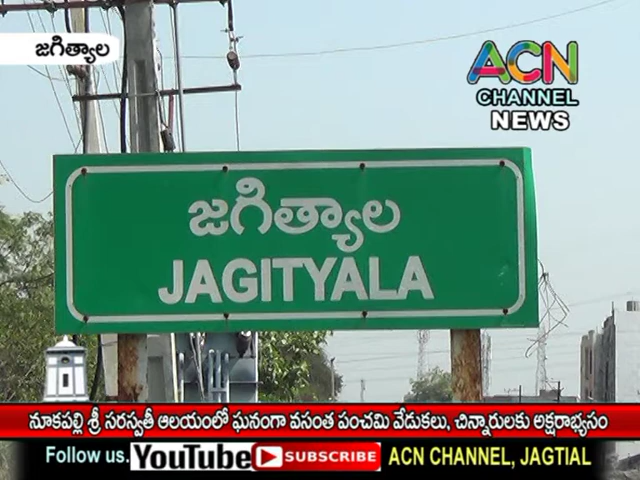 జగిత్యాల
ACN
CHANNEL
NEWS
జగిత్యాల
JAGITYALA
నూకపల్లి శ్రీ సరస్వతీ ఆలయంలో ఘనంగా వసంత పంచమి వేడుకలు, చిన్నారులకు అక్షరాభ్యసం
Follow us. YouTube SUBSCRIBE ACN CHANNEL, JAGTIAL